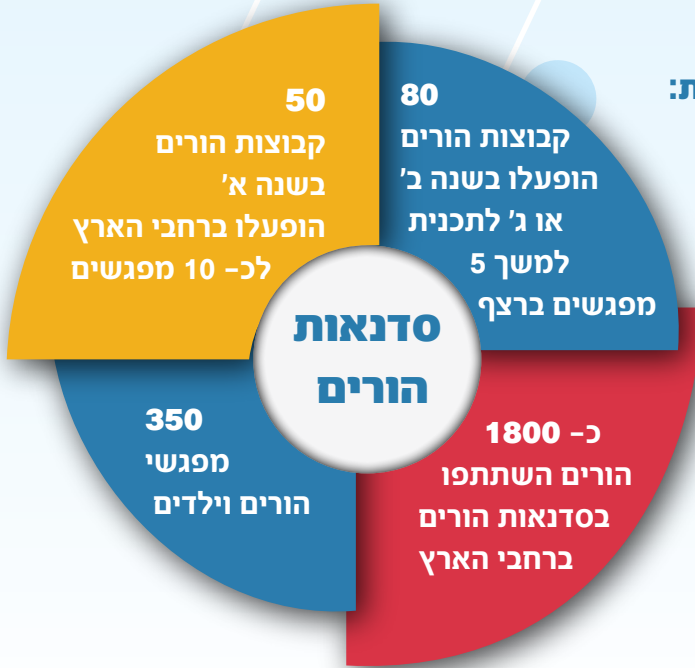 ת:
80
קבוצות הורים
הופעלו בשנה ב'
או ג' לתכנית
למשך 5
מפגשים ברצף
50
קבוצות הורים
בשנה א'
הופעלו ברחבי הארץ
לכ- 10 מפגשים
סדנאות
הורים
כ- 1800
הורים השתתפו
בסדנאות הורים
ברחבי הארץ
350
מפגשי
הורים וילדים